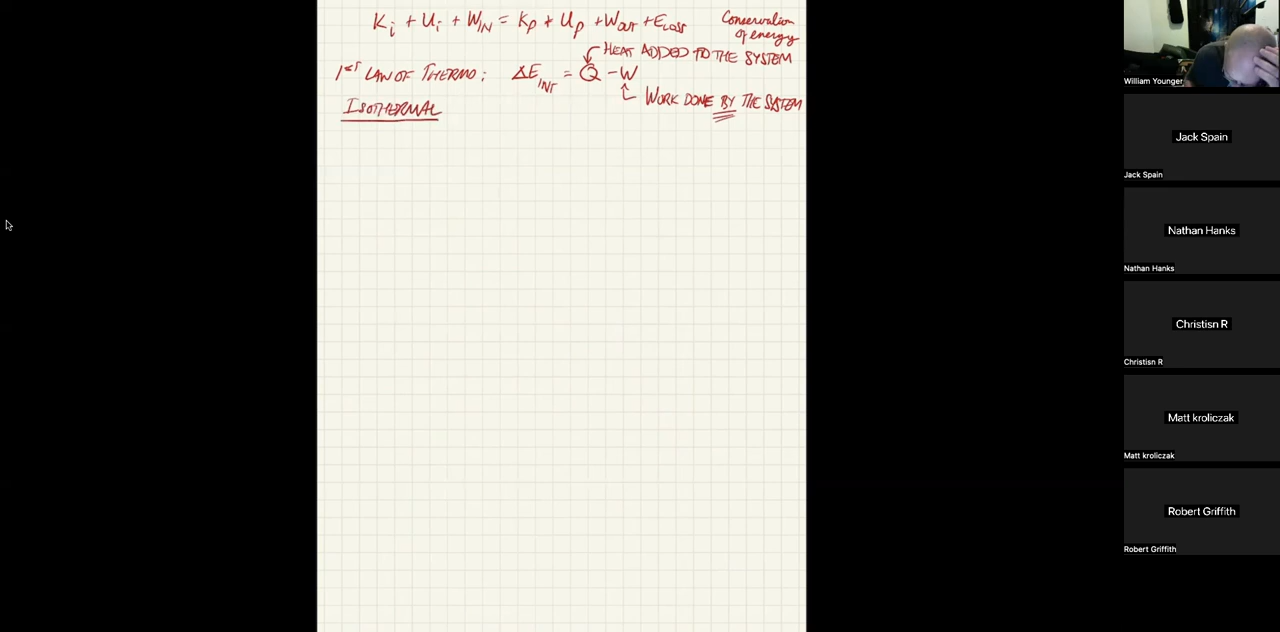 Ki + Ui + WIN = KF + UF + WOUT + ELOSS Conservation
of energy
HEAT ADDED TO THE SYSTEM
1ST LAW OF THERMO: ΔEINT = Q - W
WORK DONE BY THE SYSTEM
ISOTHERMAL
William Younger
Jack Spain
Jack Spain
Nathan Hanks
Nathan Hanks
Christisn R
Christisn R
Matt kroliczak
Matt kroliczak
Robert Griffith
Robert Griffith